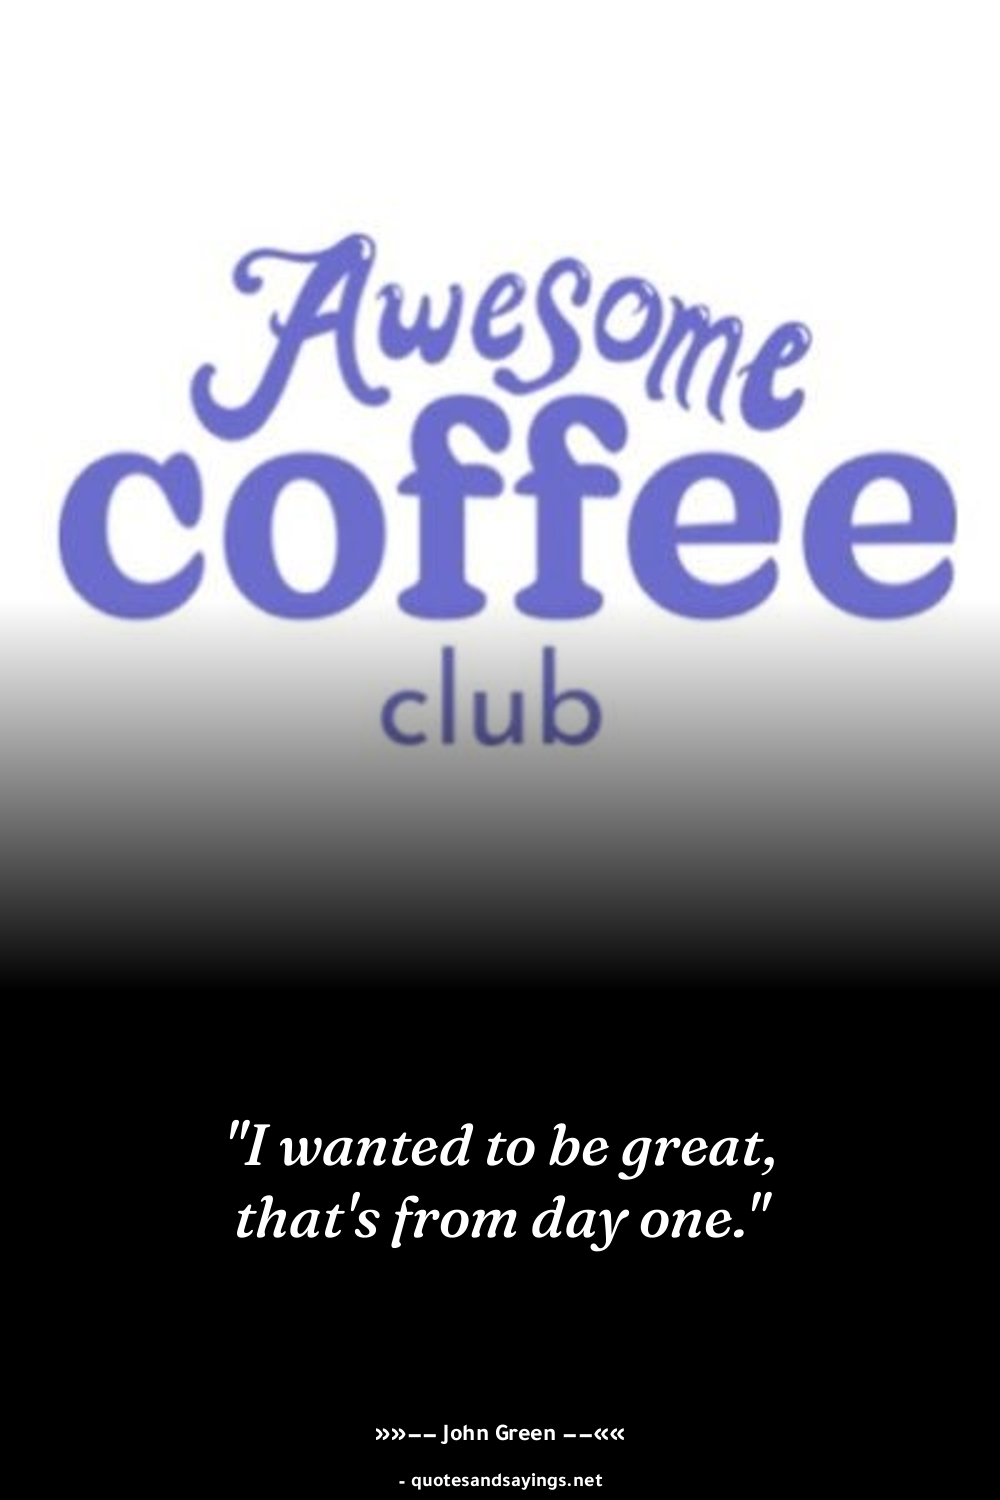 Awesome
coffee
club
"I wanted to be great,
that's from day one."
»»−− John Green −−««
- quotesandsayings.net